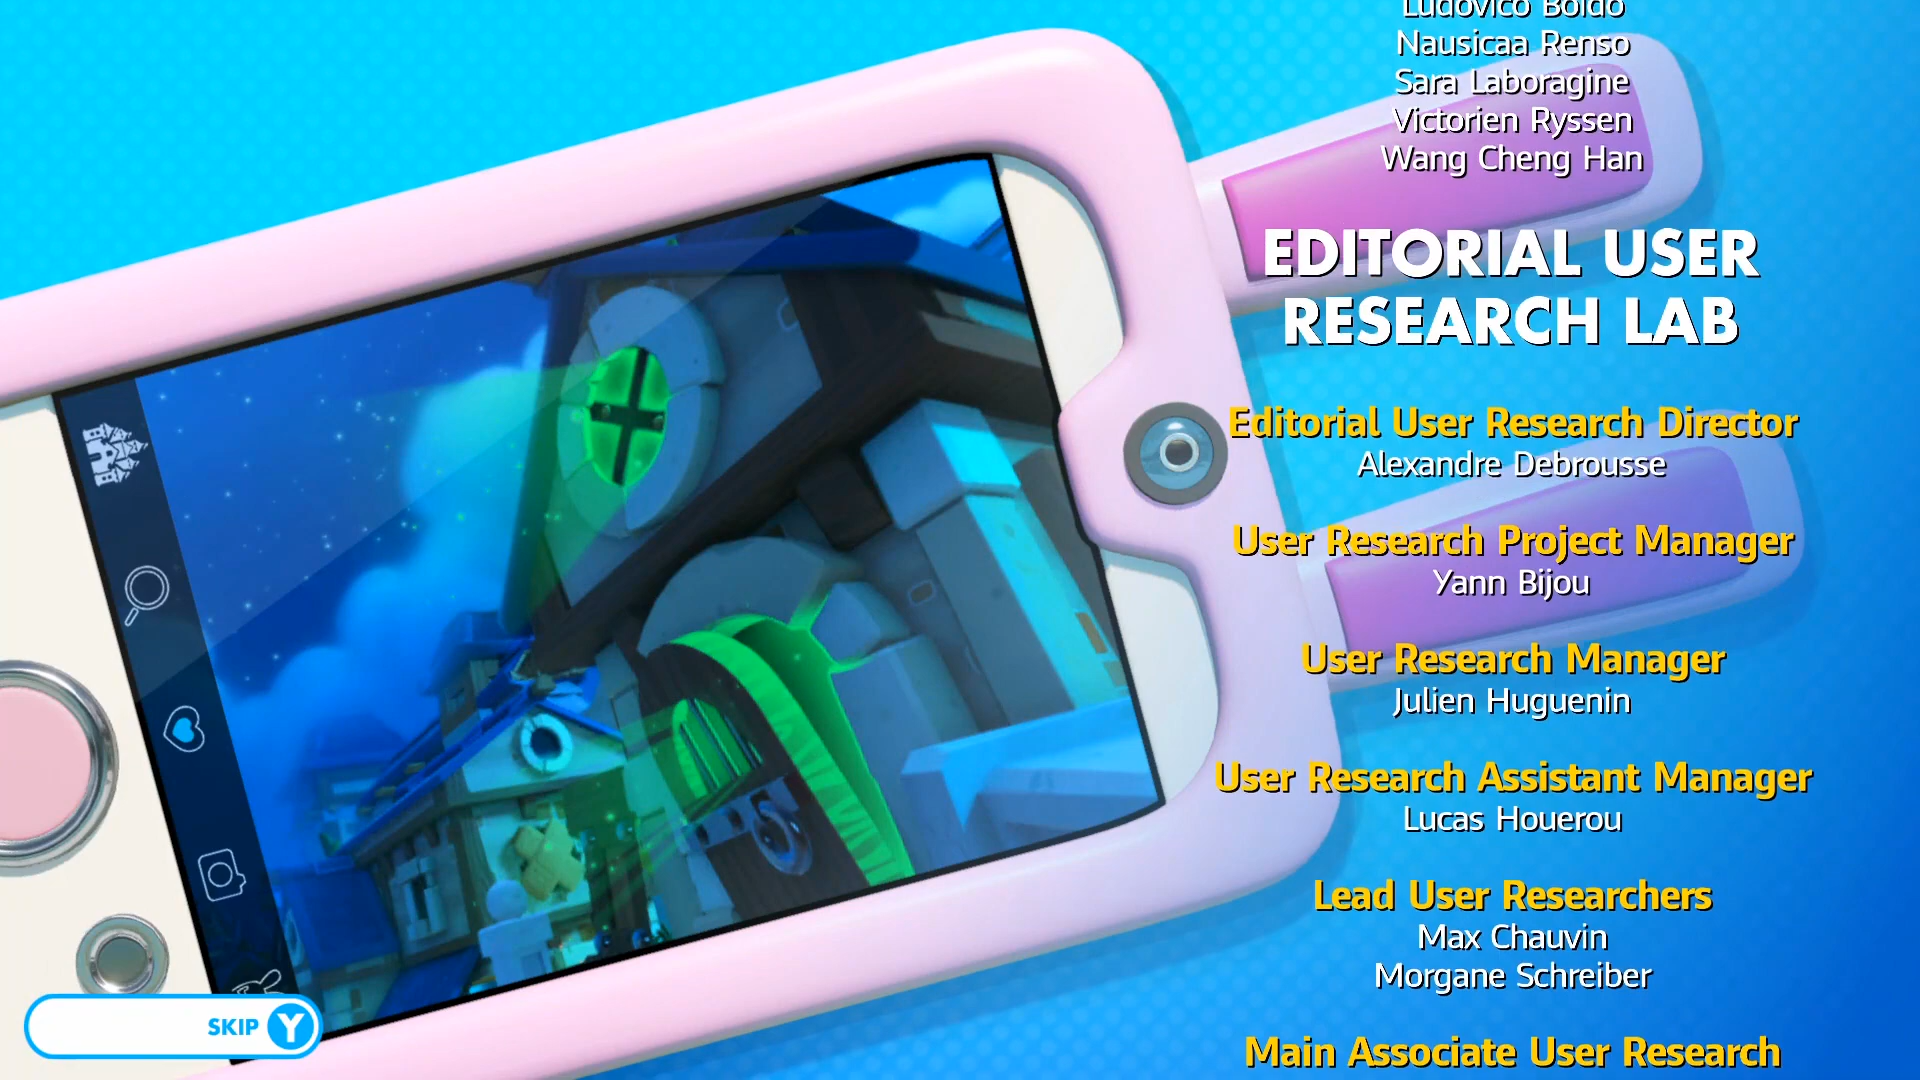 Ludovico Boldo
Nausicaa Renso
Sara Laboragine
Victorien Ryssen
Wang Cheng Han
EDITORIAL USER
RESEARCH LAB
Editorial User Research Director
Alexandre Debrousse
User Research Project Manager
Yann Bijou
User Research Manager
Julien Huguenin
User Research Assistant Manager
Lucas Houerou
Lead User Researchers
Max Chauvin
Morgane Schreiber
Main Associate User Research
SKIP Y